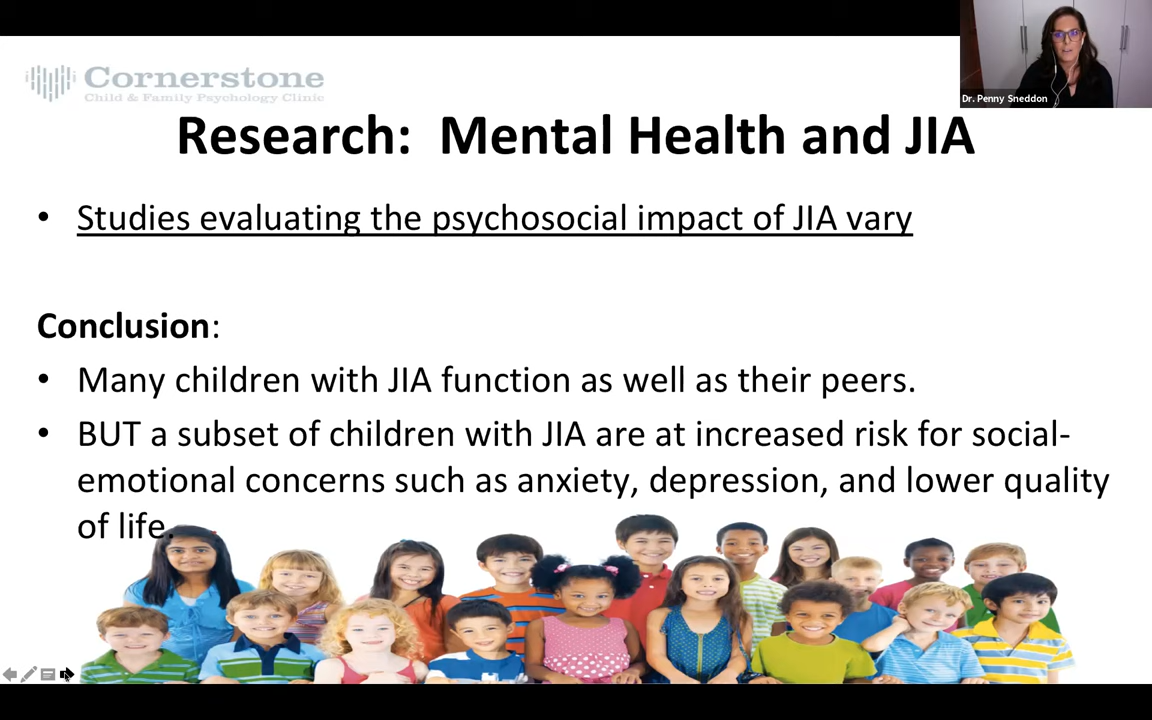 Cornerstone
Child & Family Psychology Clinic
Dr. Penny Sneddon
Research:  Mental Health and JIA
• Studies evaluating the psychosocial impact of JIA vary
Conclusion:
• Many children with JIA function as well as their peers.
• BUT a subset of children with JIA are at increased risk for social-
emotional concerns such as anxiety, depression, and lower quality
of life.